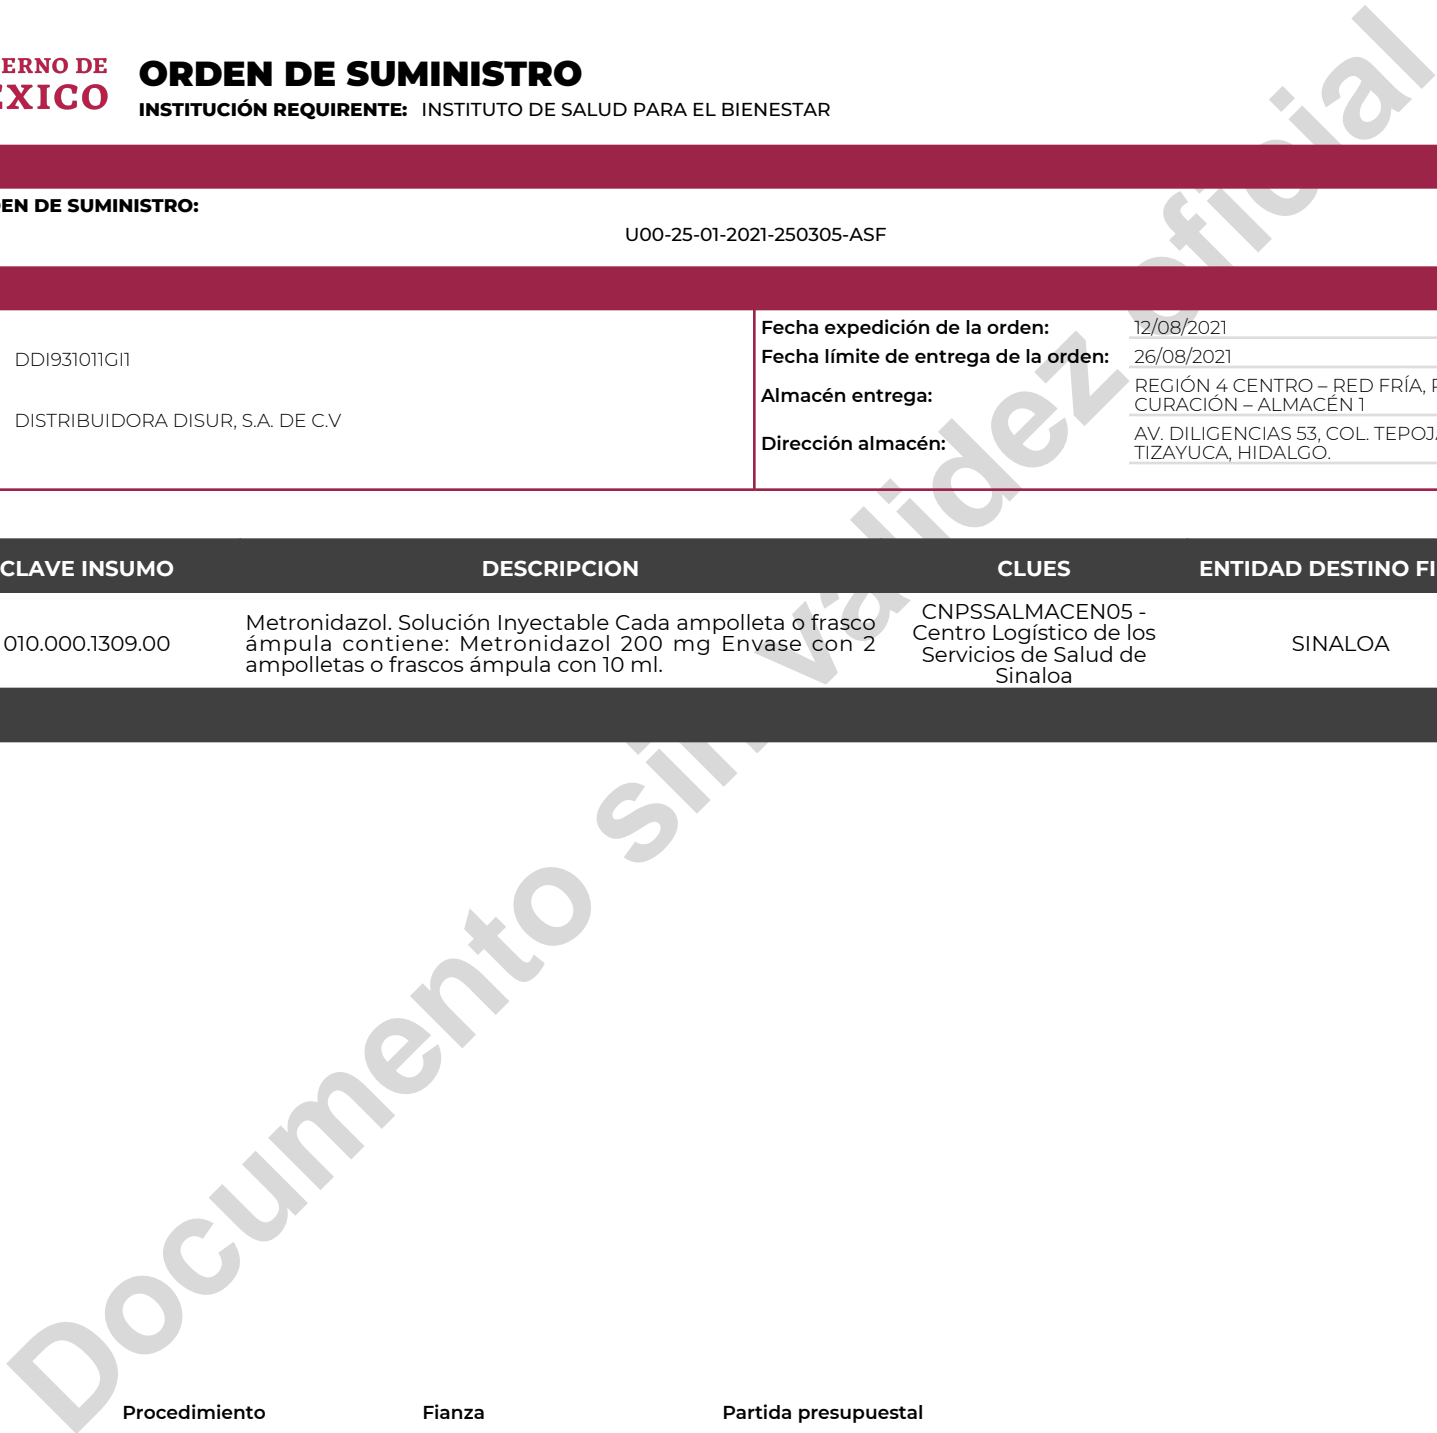 ERNO DE
ÉXICO
ORDEN DE SUMINISTRO
INSTITUCIÓN REQUIRENTE: INSTITUTO DE SALUD PARA EL BIENESTAR
EN DE SUMINISTRO:
U00-25-01-2021-250305-ASF
DDI931011GI1
DISTRIBUIDORA DISUR, S.A. DE C.V
Fecha expedición de la orden: 12/08/2021
Fecha límite de entrega de la orden: 26/08/2021
Almacén entrega: REGIÓN 4 CENTRO – RED FRÍA,
CURACIÓN – ALMACÉN 1
Dirección almacén: AV. DILIGENCIAS 53, COL. TEPOJA
TIZAYUCA, HIDALGO.
CLAVE INSUMO DESCRIPCION CLUES ENTIDAD DESTINO FI
010.000.1309.00
Metronidazol. Solución Inyectable Cada ampolleta o frasco
ámpula contiene: Metronidazol 200 mg Envase con 2
ampolletas o frascos ámpula con 10 ml.
CNPSSALMACEN05 -
Centro Logístico de los
Servicios de Salud de
Sinaloa
SINALOA
Documento sin validez oficial
Procedimiento Fianza Partida presupuestal